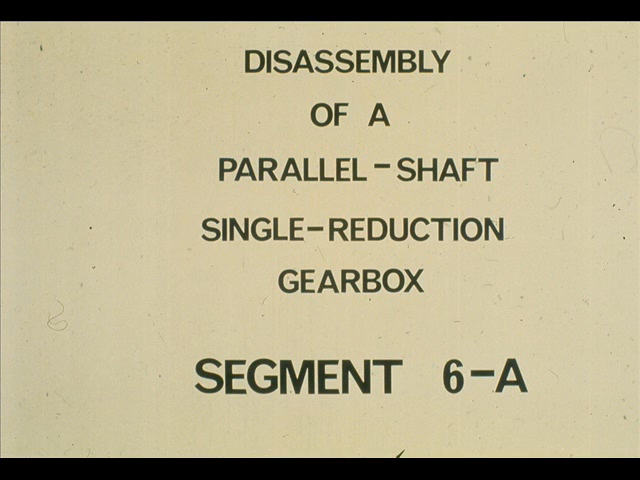 DISASSEMBLY
OF A
PARALLEL-SHAFT
SINGLE-REDUCTION
GEARBOX
SEGMENT 6-A